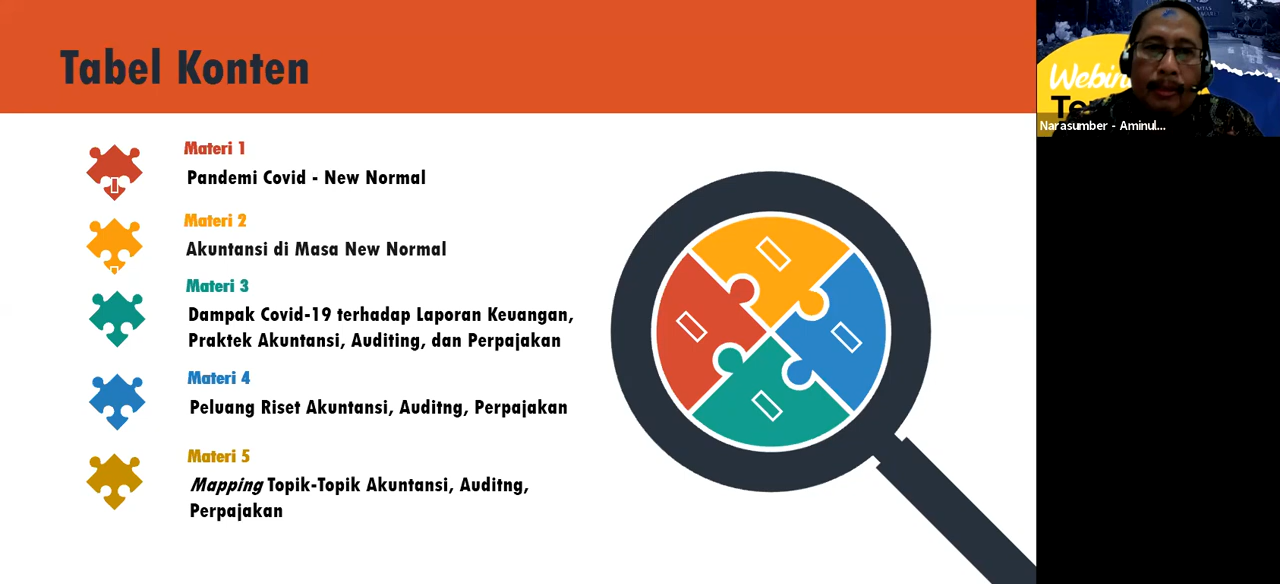 Tabel Konten
Materi 1
Pandemi Covid - New Normal
Materi 2
Akuntansi di Masa New Normal
Materi 3
Dampak Covid-19 terhadap Laporan Keuangan,
Praktek Akuntansi, Auditing, dan Perpajakan
Materi 4
Peluang Riset Akuntansi, Auditng, Perpajakan
Materi 5
Mapping Topik-Topik Akuntansi, Auditng,
Perpajakan
Narasumber - Aminul...